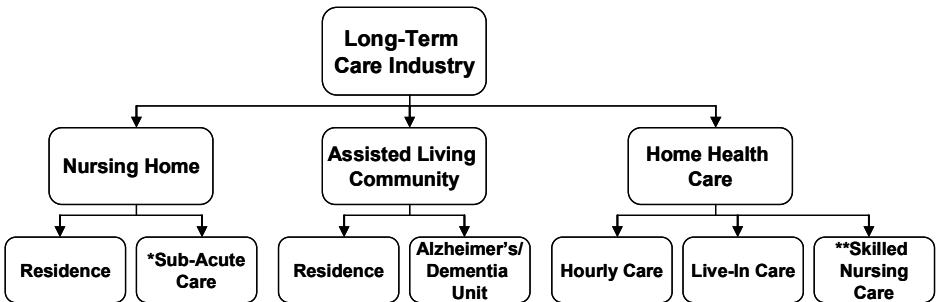 Long-Term
Care Industry
Nursing Home
Assisted Living
Community
Home Health
Care
Residence
*Sub-Acute
Care
Residence
Alzheimer's/
Dementia
Unit
Hourly Care
Live-In Care
**Skilled
Nursing
Care